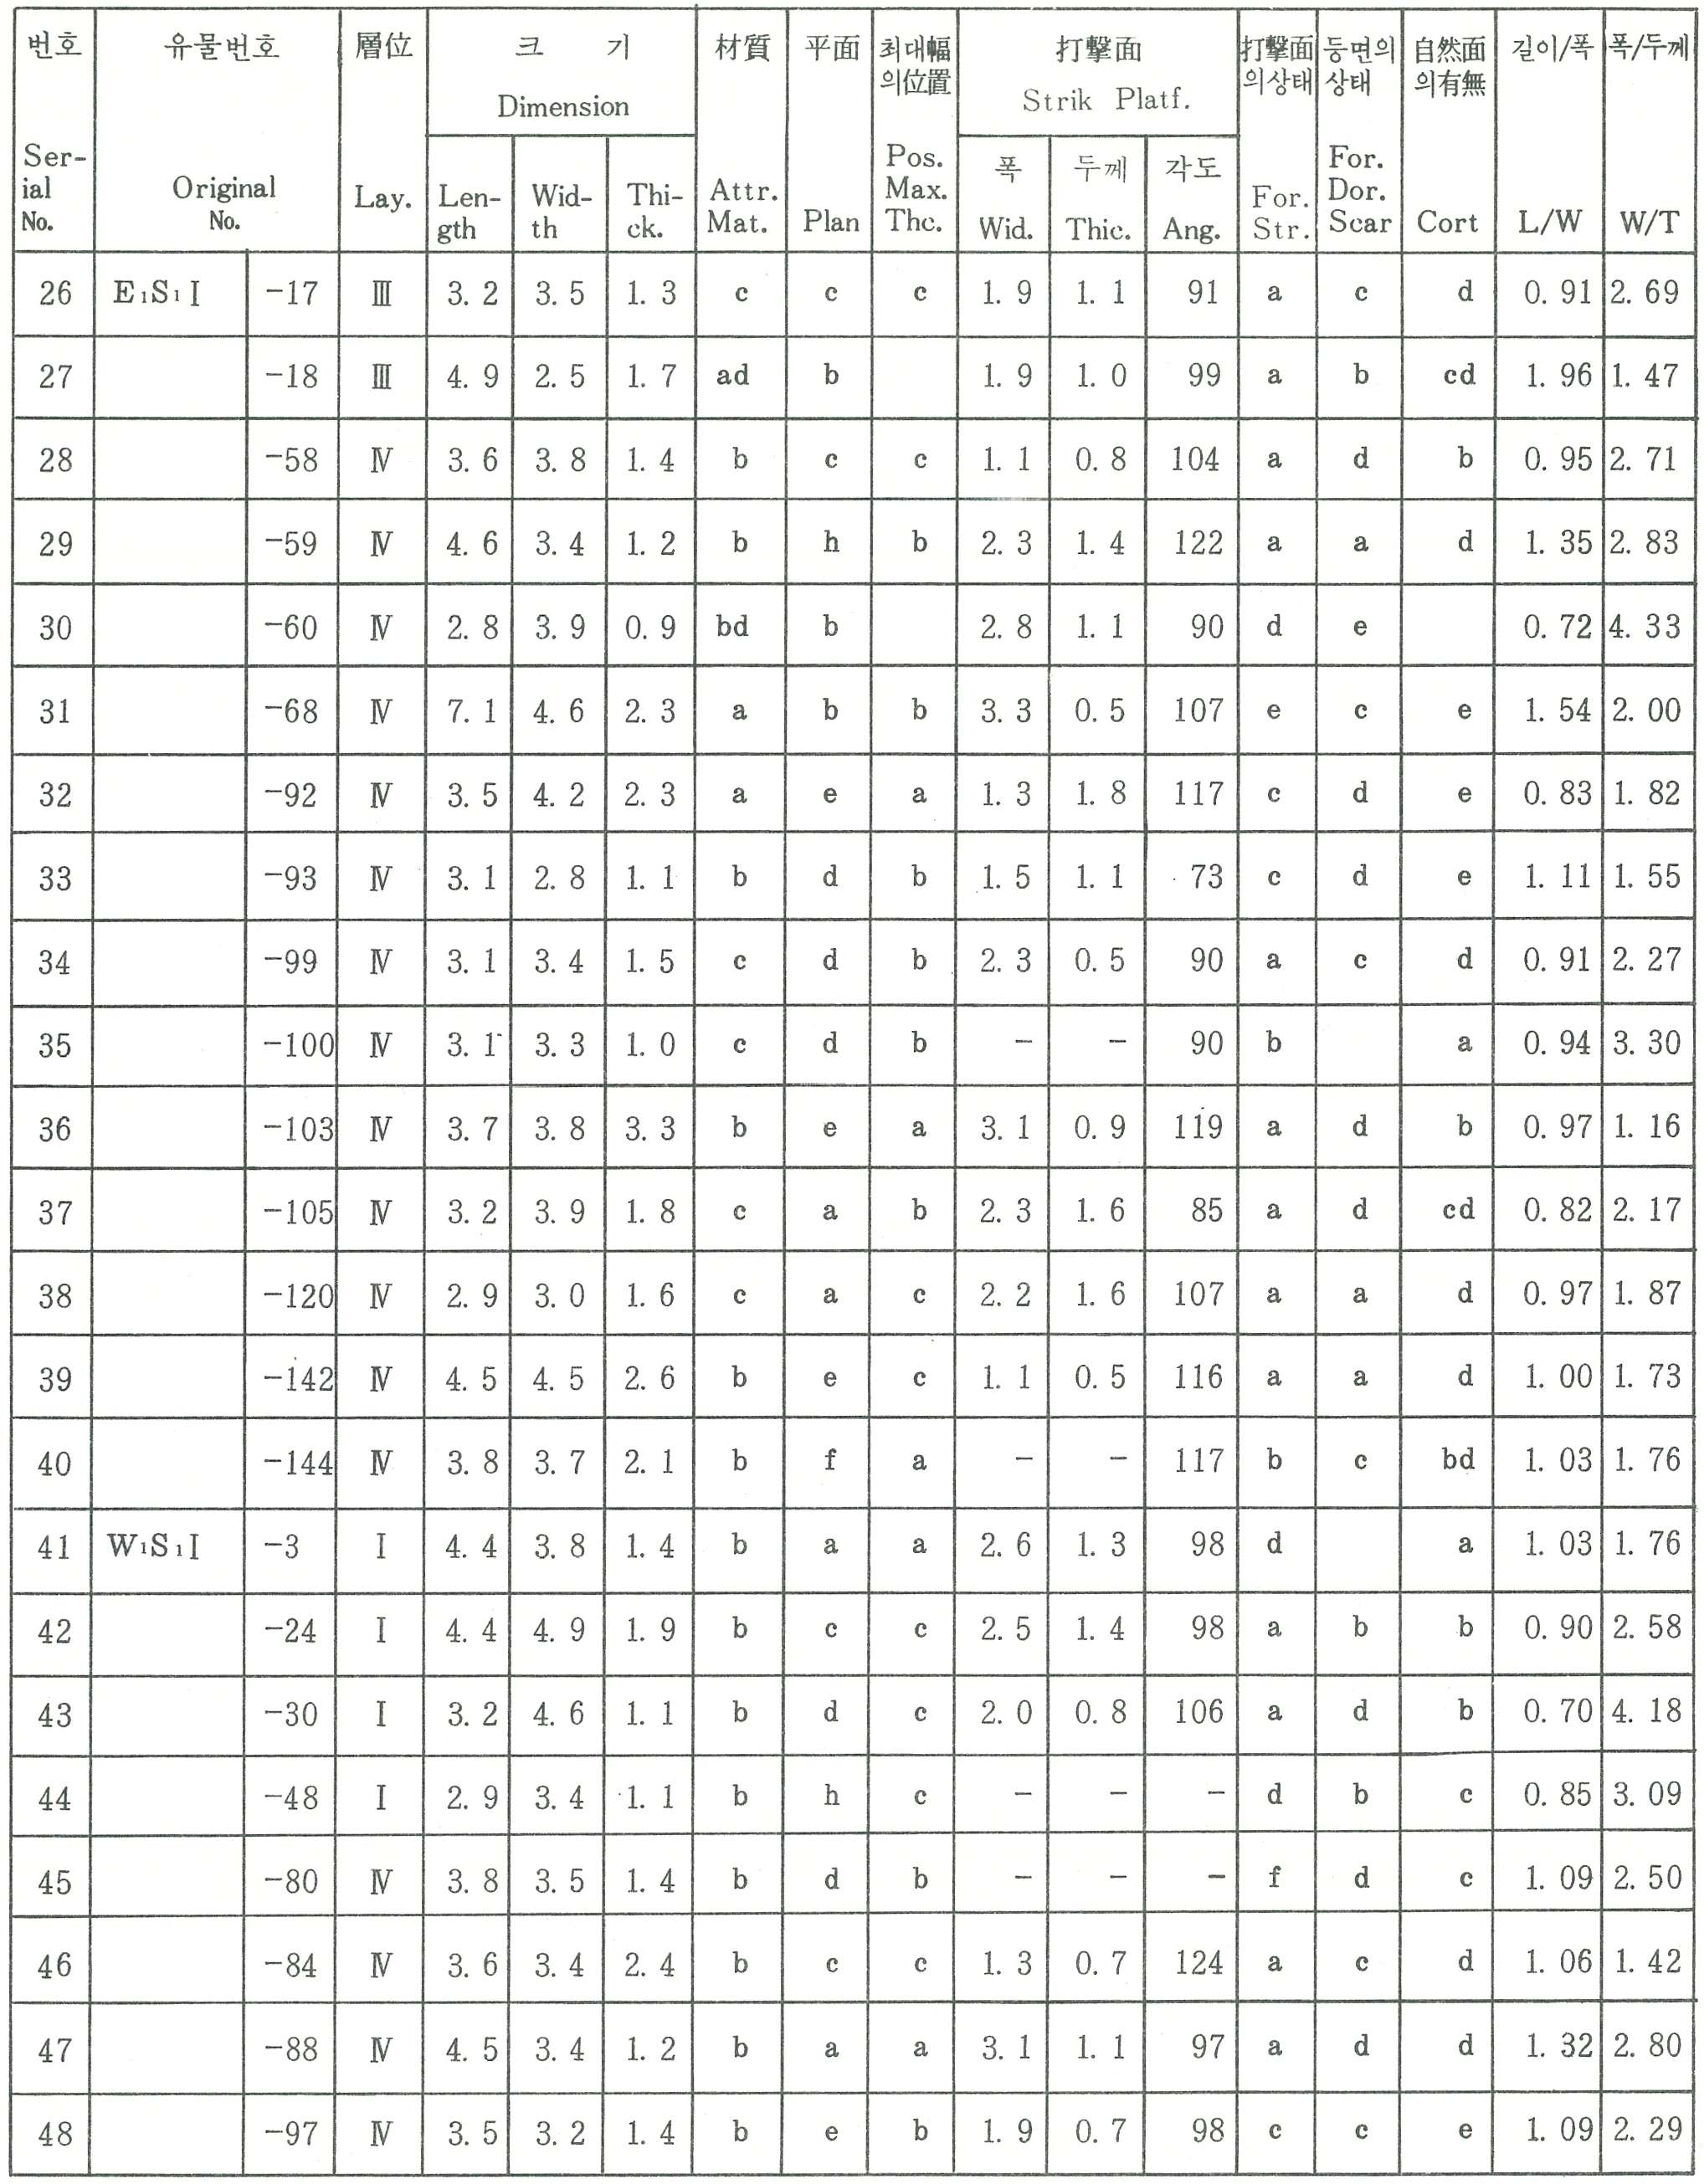 번호 유물번호 層位 크 기 材質 平面 최대幅의位置 打撃面 打撃面의상태 등면의상태 自然面의有無 길이/폭 폭/두께
Dimension Strik Platf.
폭 두께 각도
Serial No. Original No. Lay. Length Width Thick. Attr. Mat. Plan Pos. Max. Thc. Wid. Thic. Ang. For. Str. For. Dor. Scar Cort L/W W/T
26 E₁S₁I -17 Ⅲ 3.2 3.5 1.3 c c c 1.9 1.1 91 a c d 0.91 2.69
27 -18 Ⅲ 4.9 2.5 1.7 ad b 1.9 1.0 99 a b cd 1.96 1.47
28 -58 Ⅳ 3.6 3.8 1.4 b c c 1.1 0.8 104 a d b 0.95 2.71
29 -59 Ⅳ 4.6 3.4 1.2 b h b 2.3 1.4 122 a a d 1.35 2.83
30 -60 Ⅳ 2.8 3.9 0.9 bd b 2.8 1.1 90 d e 0.72 4.33
31 -68 Ⅳ 7.1 4.6 2.3 a b b 3.3 0.5 107 e c e 1.54 2.00
32 -92 Ⅳ 3.5 4.2 2.3 a e a 1.3 1.8 117 c d e 0.83 1.82
33 -93 Ⅳ 3.1 2.8 1.1 b d b 1.5 1.1 73 c d e 1.11 1.55
34 -99 Ⅳ 3.1 3.4 1.5 c d b 2.3 0.5 90 a c d 0.91 2.27
35 -100 Ⅳ 3.1 3.3 1.0 c d b - - 90 b a 0.94 3.30
36 -103 Ⅳ 3.7 3.8 3.3 b e a 3.1 0.9 119 a d b 0.97 1.16
37 -105 Ⅳ 3.2 3.9 1.8 c a b 2.3 1.6 85 a d cd 0.82 2.17
38 -120 Ⅳ 2.9 3.0 1.6 c a c 2.2 1.6 107 a a d 0.97 1.87
39 -142 Ⅳ 4.5 4.5 2.6 b e c 1.1 0.5 116 a a d 1.00 1.73
40 -144 Ⅳ 3.8 3.7 2.1 b f a - - 117 b c bd 1.03 1.76
41 W₁S₁I -3 I 4.4 3.8 1.4 b a a 2.6 1.3 98 d a 1.03 1.76
42 -24 I 4.4 4.9 1.9 b c c 2.5 1.4 98 a b b 0.90 2.58
43 -30 I 3.2 4.6 1.1 b d c 2.0 0.8 106 a d b 0.70 4.18
44 -48 I 2.9 3.4 1.1 b h c - - - d b c 0.85 3.09
45 -80 Ⅳ 3.8 3.5 1.4 b d b - - - f d c 1.09 2.50
46 -84 Ⅳ 3.6 3.4 2.4 b c c 1.3 0.7 124 a c d 1.06 1.42
47 -88 Ⅳ 4.5 3.4 1.2 b a a 3.1 1.1 97 a d d 1.32 2.80
48 -97 Ⅳ 3.5 3.2 1.4 b e b 1.9 0.7 98 c c e 1.09 2.29